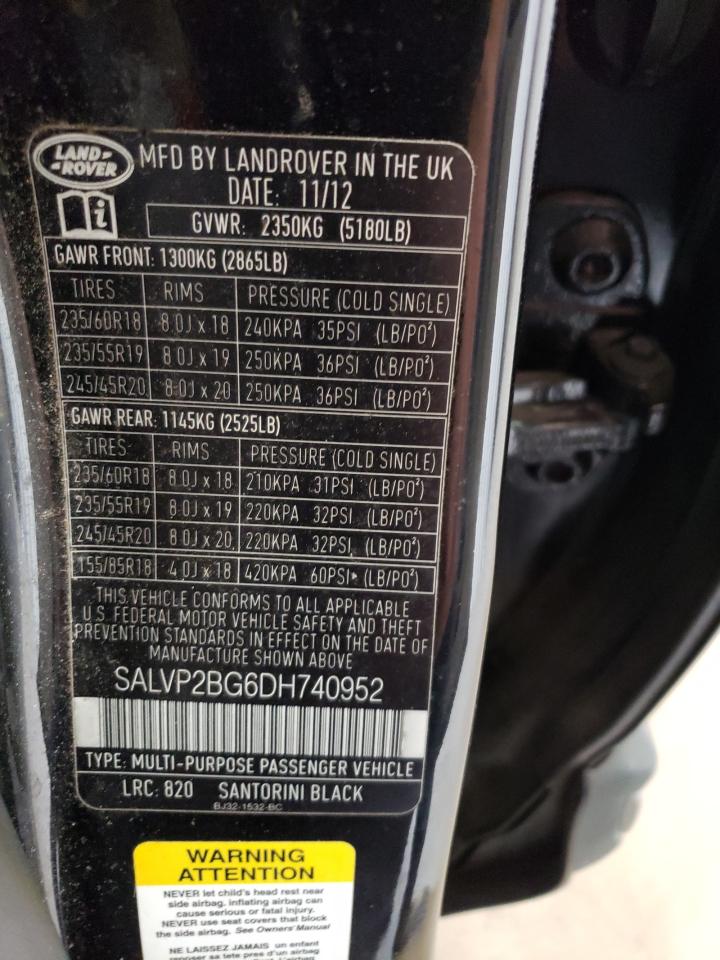 LAND-
-ROVER
MFD BY LANDROVER IN THE UK
DATE: 11/12
GVWR: 2350KG (5180LB)
GAWR FRONT: 1300KG (2865LB)
TIRES RIMS PRESSURE (COLD SINGLE)
235/60R18 8.0J x 18 240KPA 35PSI (LB/PO²)
235/55R19 8.0J x 19 250KPA 36PSI (LB/PO²)
245/45R20 8.0J x 20 250KPA 36PSI (LB/PO²)
GAWR REAR: 1145KG (2525LB)
TIRES RIMS PRESSURE (COLD SINGLE)
235/60R18 8.0J x 18 210KPA 31PSI (LB/PO²)
235/55R19 8.0J x 19 220KPA 32PSI (LB/PO²)
245/45R20 8.0J x 20 220KPA 32PSI (LB/PO²)
155/85R18 4.0J x 18 420KPA 60PSI* (LB/PO²)
THIS VEHICLE CONFORMS TO ALL APPLICABLE
U.S. FEDERAL MOTOR VEHICLE SAFETY AND THEFT
PREVENTION STANDARDS IN EFFECT ON THE DATE OF
MANUFACTURE SHOWN ABOVE
SALVP2BG6DH740952
TYPE: MULTI-PURPOSE PASSENGER VEHICLE
LRC: 820 SANTORINI BLACK
BJ32-1532-BC
WARNING
ATTENTION
NEVER let child's head rest near
side airbag. inflating airbag can
cause serious or fatal injury.
NEVER use seat covers that block
the side airbag. See Owners' Manual
NE LAISSEZ JAMAIS un enfant
reposer sa tete pres d'un airbag